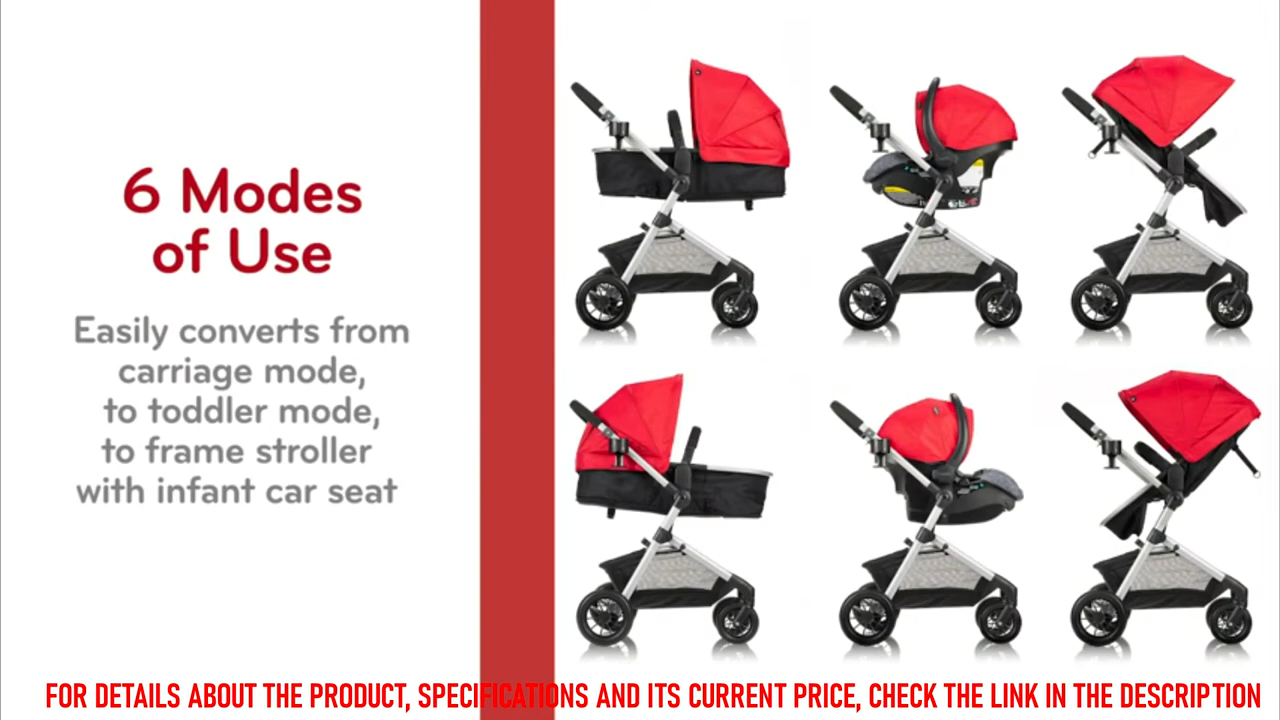 6 Modes
of Use
Easily converts from
carriage mode,
to toddler mode,
to frame stroller
with infant car seat
FOR DETAILS ABOUT THE PRODUCT, SPECIFICATIONS AND ITS CURRENT PRICE, CHECK THE LINK IN THE DESCRIPTION